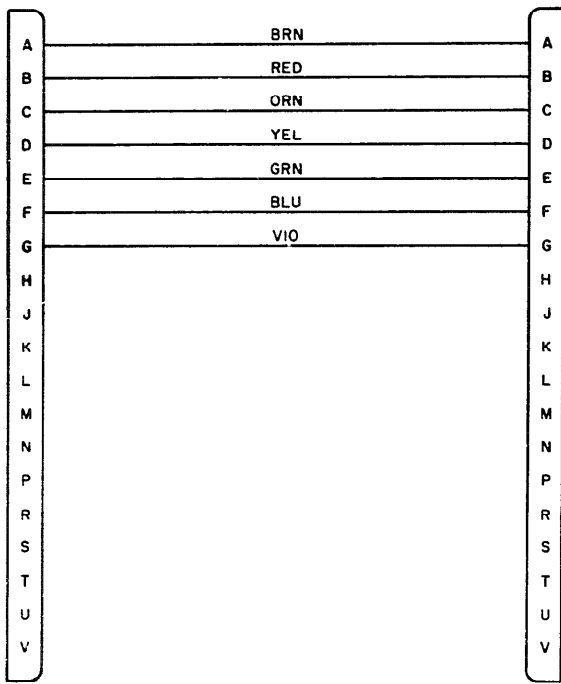 A BRN A
B RED B
C ORN C
D YEL D
E GRN E
F BLU F
G VIO G
H H
J J
K K
L L
M M
N N
P P
R R
S S
T T
U U
V V